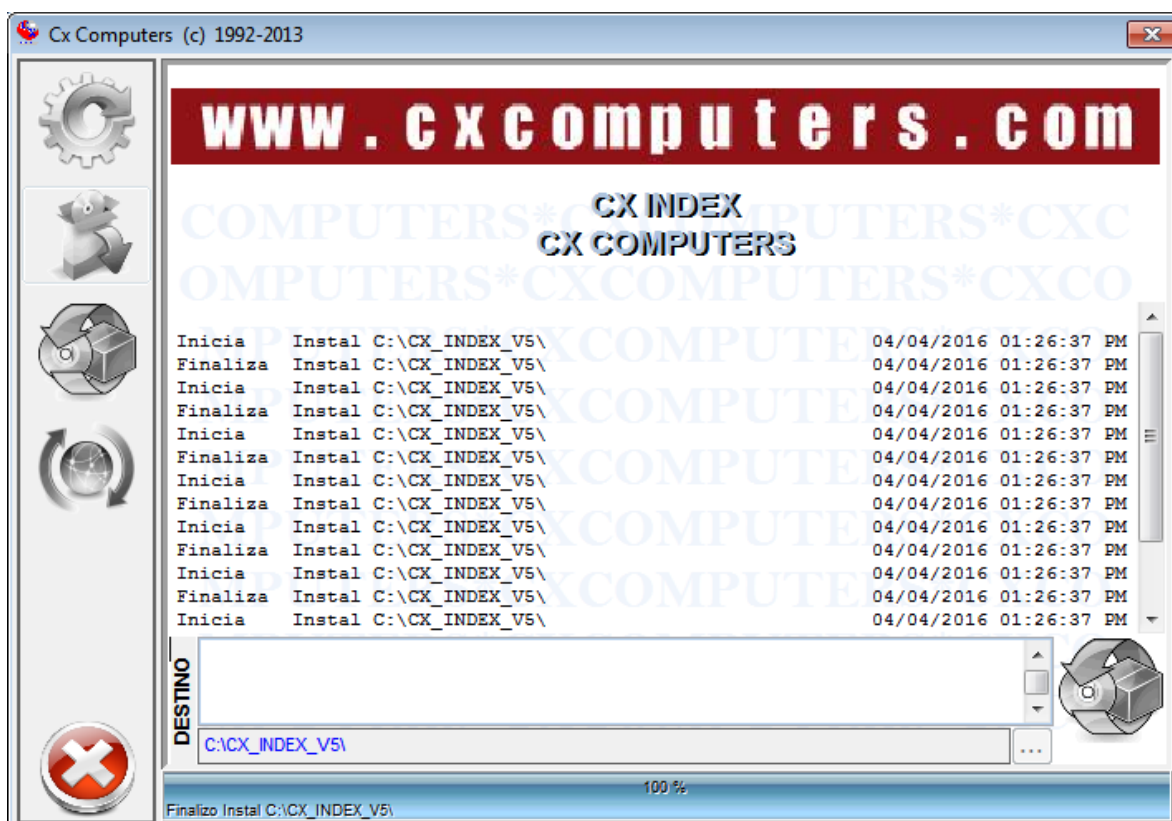 Cx Computers (c) 1992-2013
www.cxcomputers.com
CX INDEX
CX COMPUTERS
COMPUTERS*CXCOMPUTERS*CXC
OMPUTERS*CXCOMPUTERS*CXCO
Inicia Instal C:\CX_INDEX_V5\ 04/04/2016 01:26:37 PM
Finaliza Instal C:\CX_INDEX_V5\ 04/04/2016 01:26:37 PM
Inicia Instal C:\CX_INDEX_V5\ 04/04/2016 01:26:37 PM
Finaliza Instal C:\CX_INDEX_V5\ 04/04/2016 01:26:37 PM
Inicia Instal C:\CX_INDEX_V5\ 04/04/2016 01:26:37 PM
Finaliza Instal C:\CX_INDEX_V5\ 04/04/2016 01:26:37 PM
Inicia Instal C:\CX_INDEX_V5\ 04/04/2016 01:26:37 PM
Finaliza Instal C:\CX_INDEX_V5\ 04/04/2016 01:26:37 PM
Inicia Instal C:\CX_INDEX_V5\ 04/04/2016 01:26:37 PM
Finaliza Instal C:\CX_INDEX_V5\ 04/04/2016 01:26:37 PM
Inicia Instal C:\CX_INDEX_V5\ 04/04/2016 01:26:37 PM
Finaliza Instal C:\CX_INDEX_V5\ 04/04/2016 01:26:37 PM
Inicia Instal C:\CX_INDEX_V5\ 04/04/2016 01:26:37 PM
DESTINO
C:\CX_INDEX_V5\
...
100 %
Finalizo Instal C:\CX_INDEX_V5\